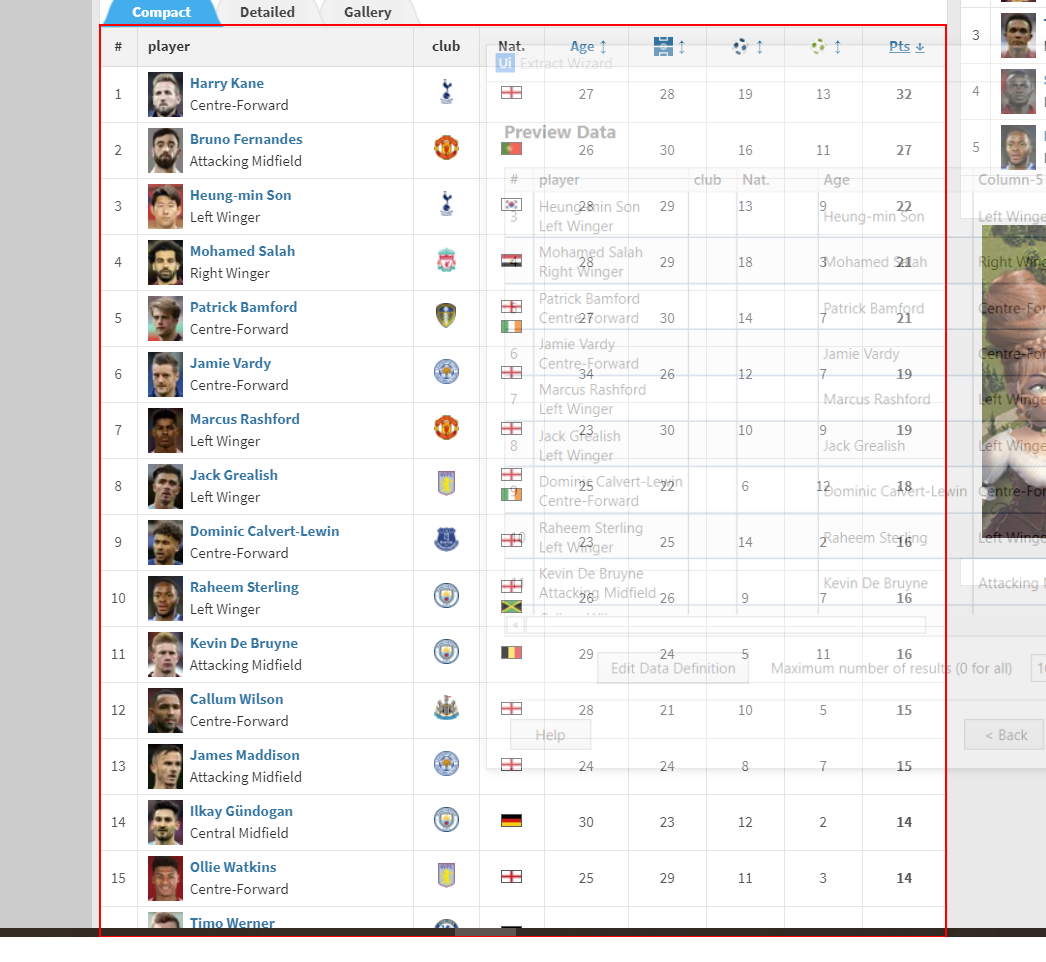 Compact Detailed Gallery
# player club Nat. Age Pts
1 Harry Kane 27 28 19 13 32
Centre-Forward
2 Bruno Fernandes 26 30 16 11 27
Attacking Midfield
3 Heung-min Son 28 29 13 9 22
Left Winger
4 Mohamed Salah 28 29 18 3 21
Right Winger
5 Patrick Bamford 27 30 14 7 21
Centre-Forward
6 Jamie Vardy 34 26 12 7 19
Centre-Forward
7 Marcus Rashford 23 30 10 9 19
Left Winger
8 Jack Grealish 25 22 6 12 18
Left Winger
9 Dominic Calvert-Lewin 23 25 14 2 16
Centre-Forward
10 Raheem Sterling 26 26 9 7 16
Left Winger
11 Kevin De Bruyne 29 24 5 11 16
Attacking Midfield
12 Callum Wilson 28 21 10 5 15
Centre-Forward
13 James Maddison 24 24 8 7 15
Attacking Midfield
14 Ilkay Gündogan 30 23 12 2 14
Central Midfield
15 Ollie Watkins 25 29 11 3 14
Centre-Forward
Timo Werner
Ui Extract Wizard
Preview Data
# player club Nat. Age Column-5
3 Heung-min Son Heung-min Son Left Winge
Left Winger
4 Mohamed Salah Mohamed Salah Right Winge
Right Winger
Patrick Bamford Patrick Bamford Centre-For
Centre-Forward
6 Jamie Vardy Jamie Vardy Centre-For
Centre-Forward
7 Marcus Rashford Marcus Rashford Left Winge
Left Winger
8 Jack Grealish Jack Grealish Left Winge
Left Winger
9 Dominic Calvert-Lewin Dominic Calvert-Lewin Centre-For
Centre-Forward
10 Raheem Sterling Raheem Sterling Left Winge
Left Winger
11 Kevin De Bruyne Kevin De Bruyne Attacking
Attacking Midfield
Edit Data Definition Maximum number of results (0 for all)
Help < Back
3
4
5